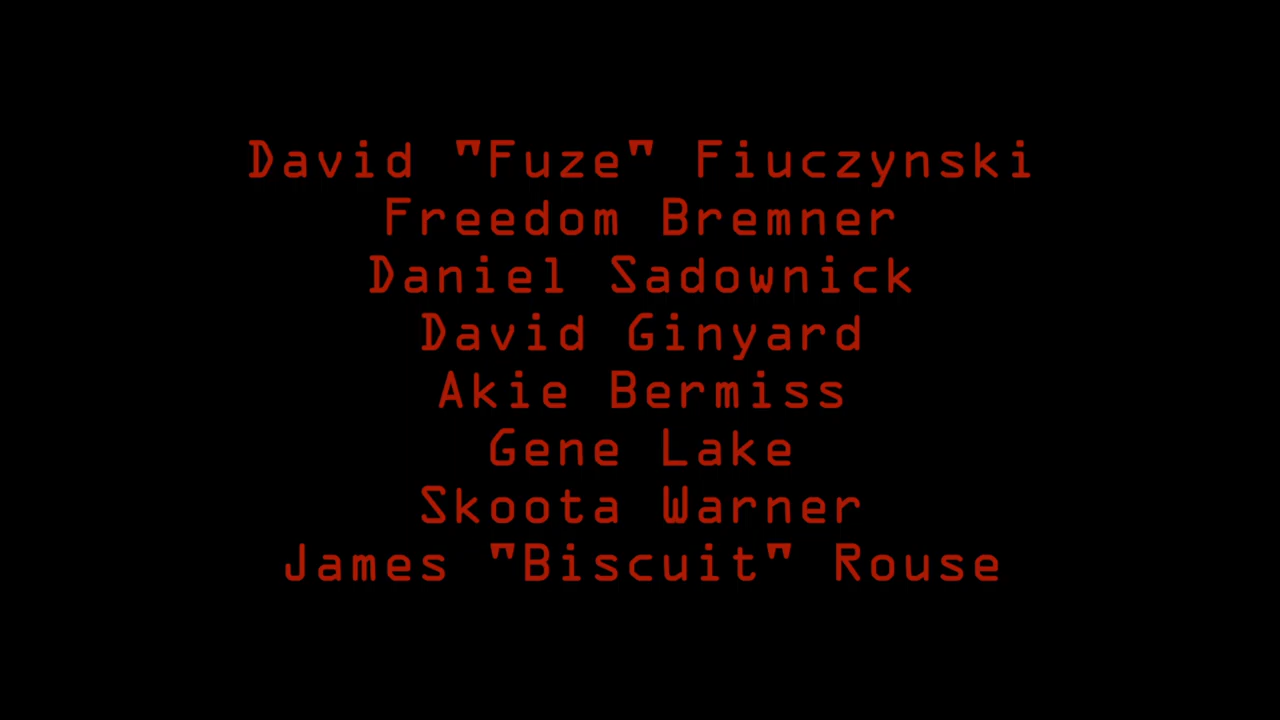 David "Fuze" Fiuczynski
Freedom Bremner
Daniel Sadownick
David Ginyard
Akie Bermiss
Gene Lake
Skoota Warner
James "Biscuit" Rouse